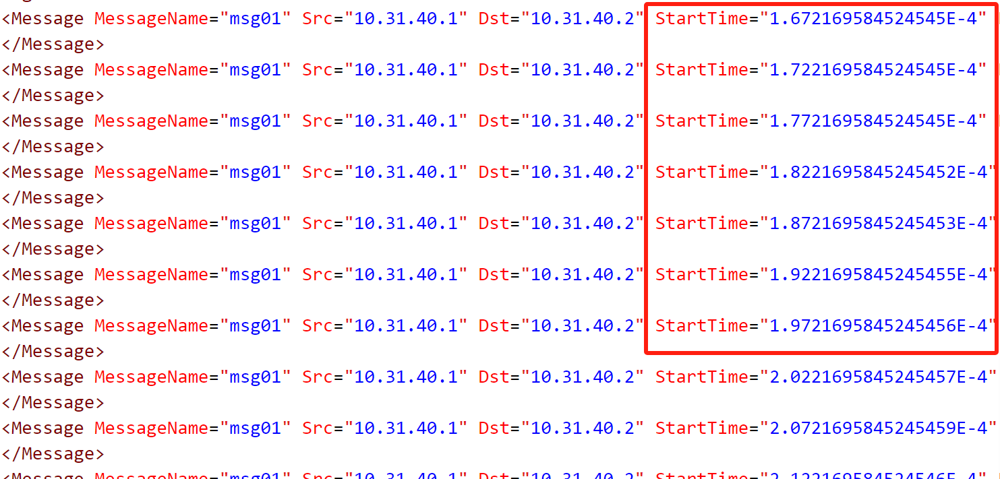 <Message MessageName="msg01" Src="10.31.40.1" Dst="10.31.40.2" StartTime="1.672169584524545E-4"
</Message>
<Message MessageName="msg01" Src="10.31.40.1" Dst="10.31.40.2" StartTime="1.722169584524545E-4"
</Message>
<Message MessageName="msg01" Src="10.31.40.1" Dst="10.31.40.2" StartTime="1.772169584524545E-4"
</Message>
<Message MessageName="msg01" Src="10.31.40.1" Dst="10.31.40.2" StartTime="1.8221695845245452E-4"
</Message>
<Message MessageName="msg01" Src="10.31.40.1" Dst="10.31.40.2" StartTime="1.8721695845245453E-4"
</Message>
<Message MessageName="msg01" Src="10.31.40.1" Dst="10.31.40.2" StartTime="1.9221695845245455E-4"
</Message>
<Message MessageName="msg01" Src="10.31.40.1" Dst="10.31.40.2" StartTime="1.9721695845245456E-4"
</Message>
<Message MessageName="msg01" Src="10.31.40.1" Dst="10.31.40.2" StartTime="2.0221695845245457E-4"
</Message>
<Message MessageName="msg01" Src="10.31.40.1" Dst="10.31.40.2" StartTime="2.0721695845245459E-4"
</Message>
<Message MessageName="msg01" Src="10.31.40.1" Dst="10.31.40.2" StartTime="2.122169584524546E-4"